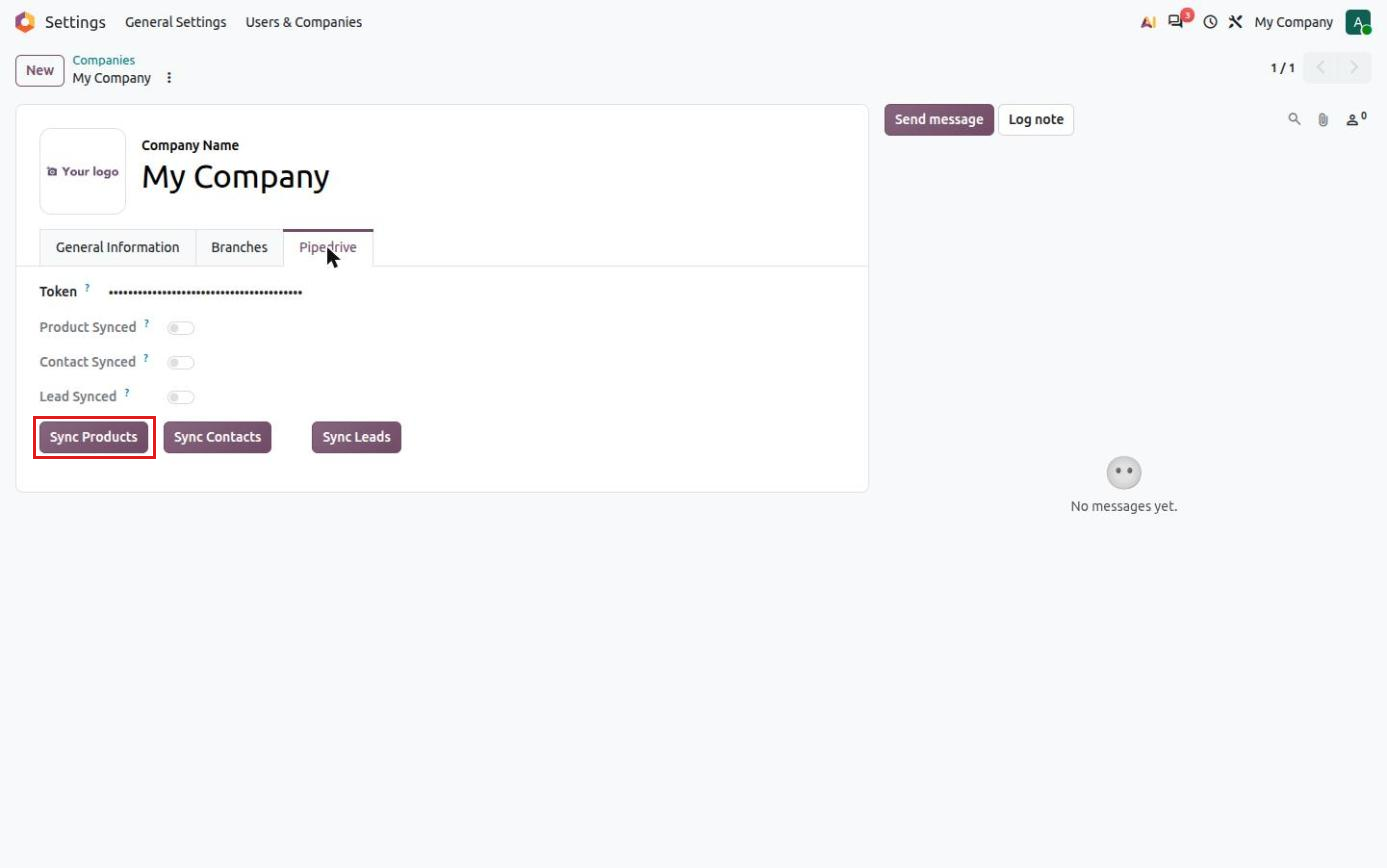 Settings General Settings Users & Companies AI 3 My Company A
New Companies 1 / 1
My Company
Send message Log note 0
Company Name
Your logo My Company
General Information Branches Pipedrive
Token ? ••••••••••••••••••••••••••••••••••••••••
Product Synced ?
Contact Synced ?
Lead Synced ?
Sync Products Sync Contacts Sync Leads
No messages yet.